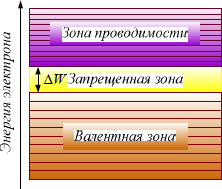 Энергия электрона
Зона проводимости
ΔW Запрещенная зона
Валентная зона